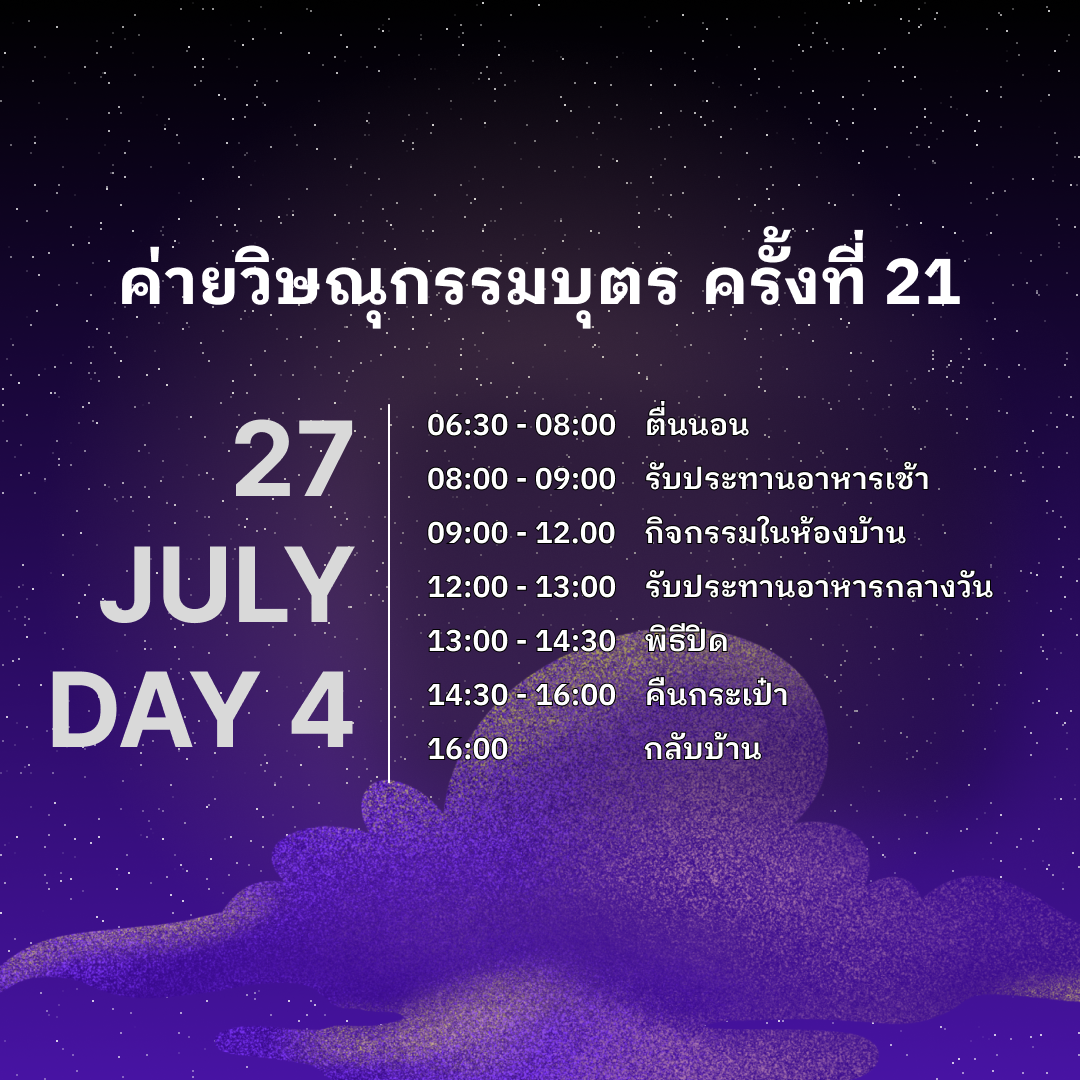 ค่ายวิษณุกรรมบุตร ครั้งที่ 21
27
JULY
DAY 4
06:30 - 08:00 ตื่นนอน
08:00 - 09:00 รับประทานอาหารเช้า
09:00 - 12.00 กิจกรรมในห้องบ้าน
12:00 - 13:00 รับประทานอาหารกลางวัน
13:00 - 14:30 พิธีปิด
14:30 - 16:00 คืนกระเป๋า
16:00 กลับบ้าน